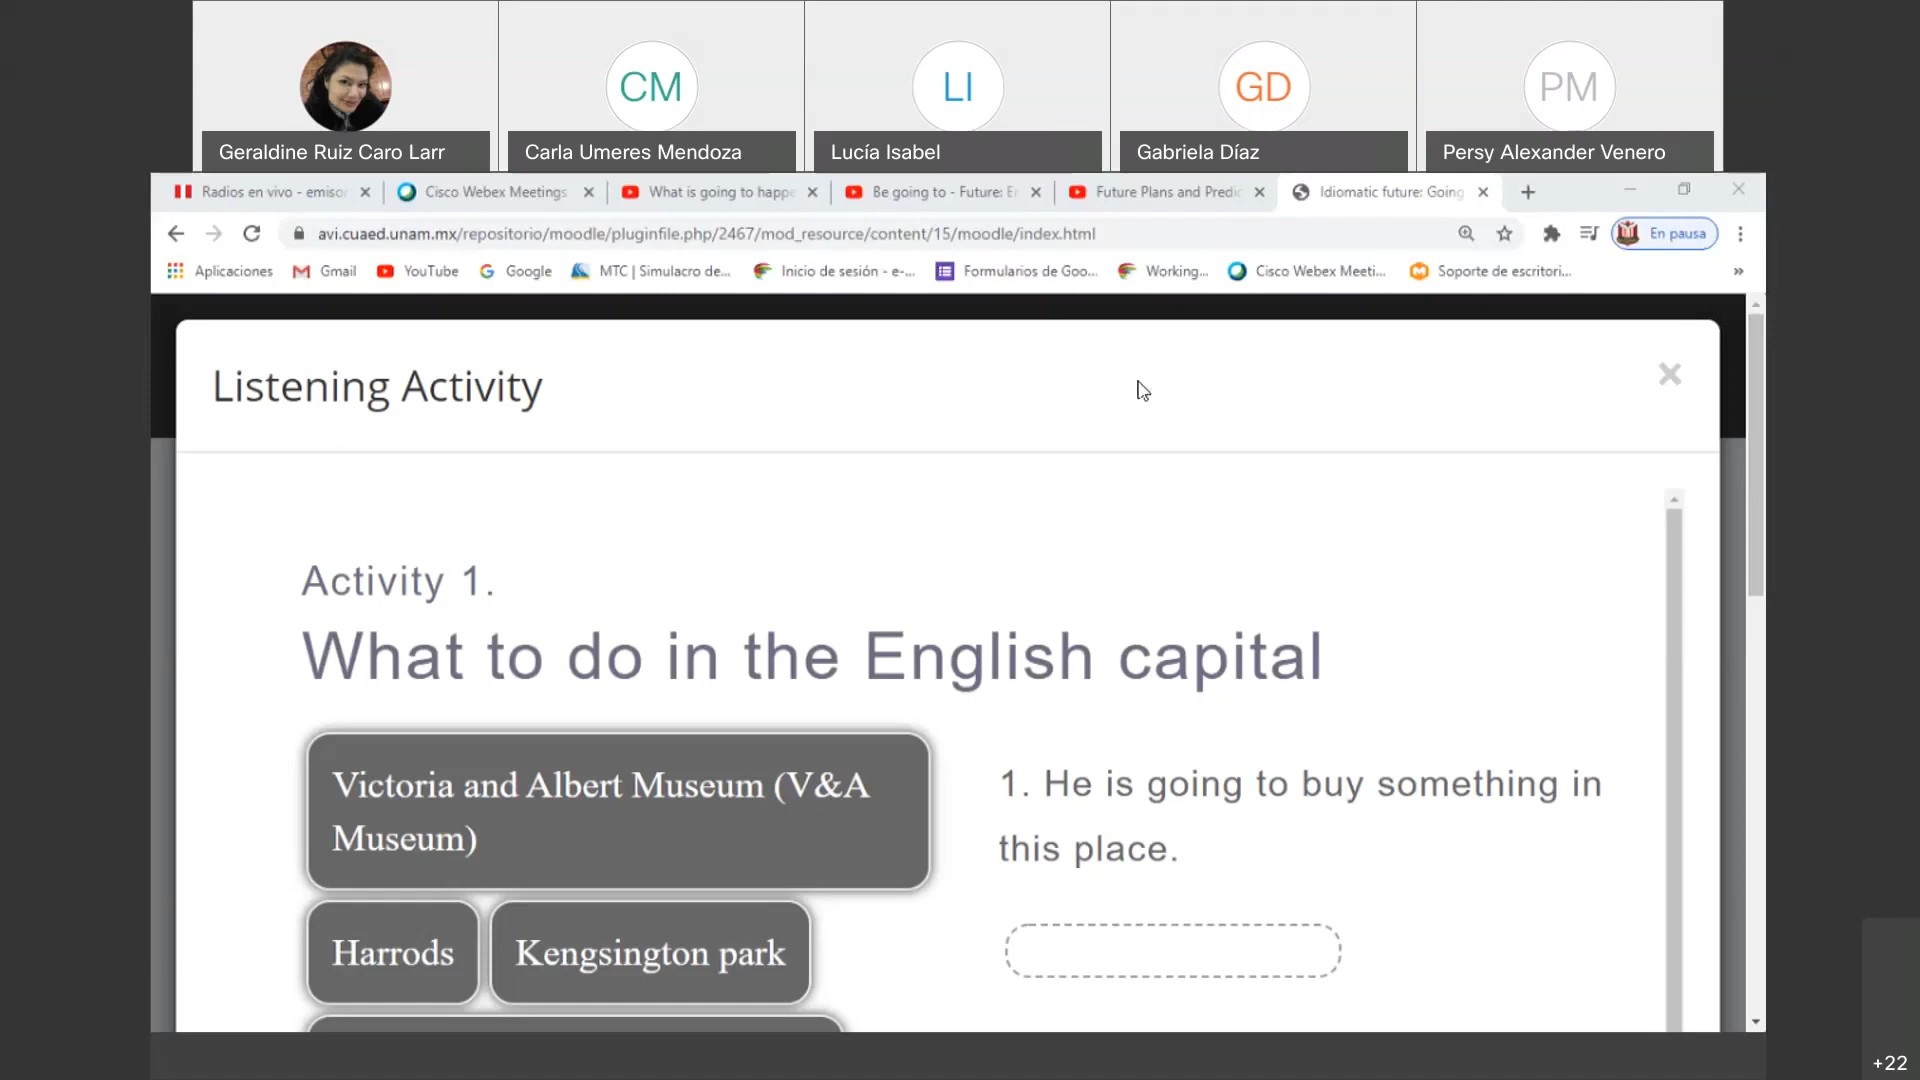 CM
LI
GD
PM
Geraldine Ruiz Caro Larr
Carla Umeres Mendoza
Lucía Isabel
Gabriela Díaz
Persy Alexander Venero
Radios en vivo - emisor
Cisco Webex Meetings
What is going to happe
Be going to - Future: E
Future Plans and Predic
Idiomatic future: Going
avi.cuaed.unam.mx/repositorio/moodle/pluginfile.php/2467/mod_resource/content/15/moodle/index.html
En pausa
Aplicaciones
Gmail
YouTube
Google
MTC | Simulacro de...
Inicio de sesión - e-...
Formularios de Goo...
Working...
Cisco Webex Meeti...
Soporte de escritori...
»
Listening Activity
Activity 1.
What to do in the English capital
Victoria and Albert Museum (V&A
Museum)
Harrods
Kengsington park
1. He is going to buy something in
this place.
+22